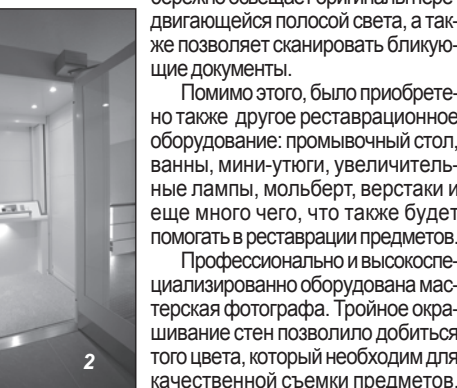 бережно освещает оригиналы пере-
двигающейся полосой света, а так-
же позволяет сканировать бликую-
щие документы.
Помимо этого, было приобрете-
но также другое реставрационное
оборудование: промывочный стол,
ванны, мини-утюги, увеличитель-
ные лампы, мольберт, верстаки и
еще много чего, что также будет
помогать в реставрации предметов.
Профессионально и высокоспе-
циализированно оборудована мас-
терская фотографа. Тройное окра-
шивание стен позволило добиться
того цвета, который необходим для
качественной съемки предметов.
2